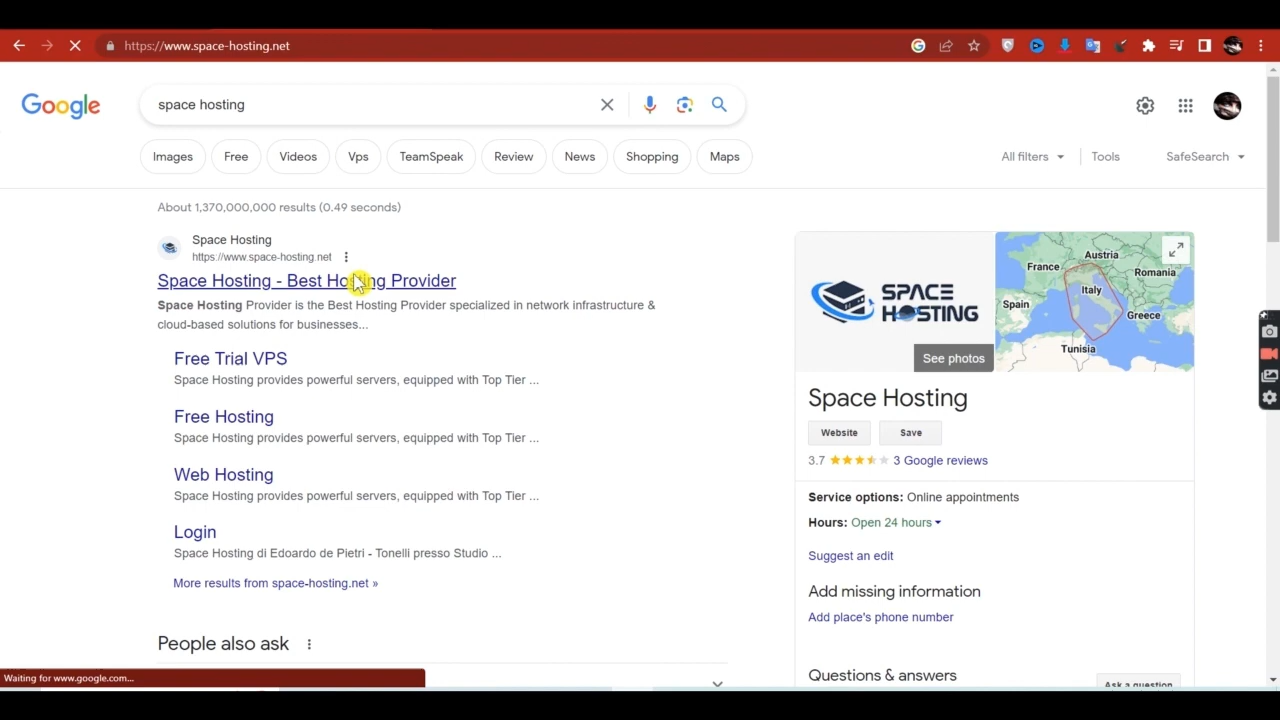 https://www.space-hosting.net
Google
space hosting
Images
Free
Videos
Vps
TeamSpeak
Review
News
Shopping
Maps
All filters
Tools
SafeSearch
About 1,370,000,000 results (0.49 seconds)
Space Hosting
https://www.space-hosting.net
Space Hosting - Best Hosting Provider
Space Hosting Provider is the Best Hosting Provider specialized in network infrastructure &
cloud-based solutions for businesses...
Free Trial VPS
Space Hosting provides powerful servers, equipped with Top Tier ...
Free Hosting
Space Hosting provides powerful servers, equipped with Top Tier ...
Web Hosting
Space Hosting provides powerful servers, equipped with Top Tier ...
Login
Space Hosting di Edoardo de Pietri - Tonelli presso Studio ...
More results from space-hosting.net »
People also ask
SPACE
HOSTING
See photos
Austria
France
Romania
Italy
Spain
Greece
Tunisia
Space Hosting
Website
Save
3.7
3 Google reviews
Service options: Online appointments
Hours: Open 24 hours
Suggest an edit
Add missing information
Add place's phone number
Questions & answers
Ask a question
Waiting for www.google.com...